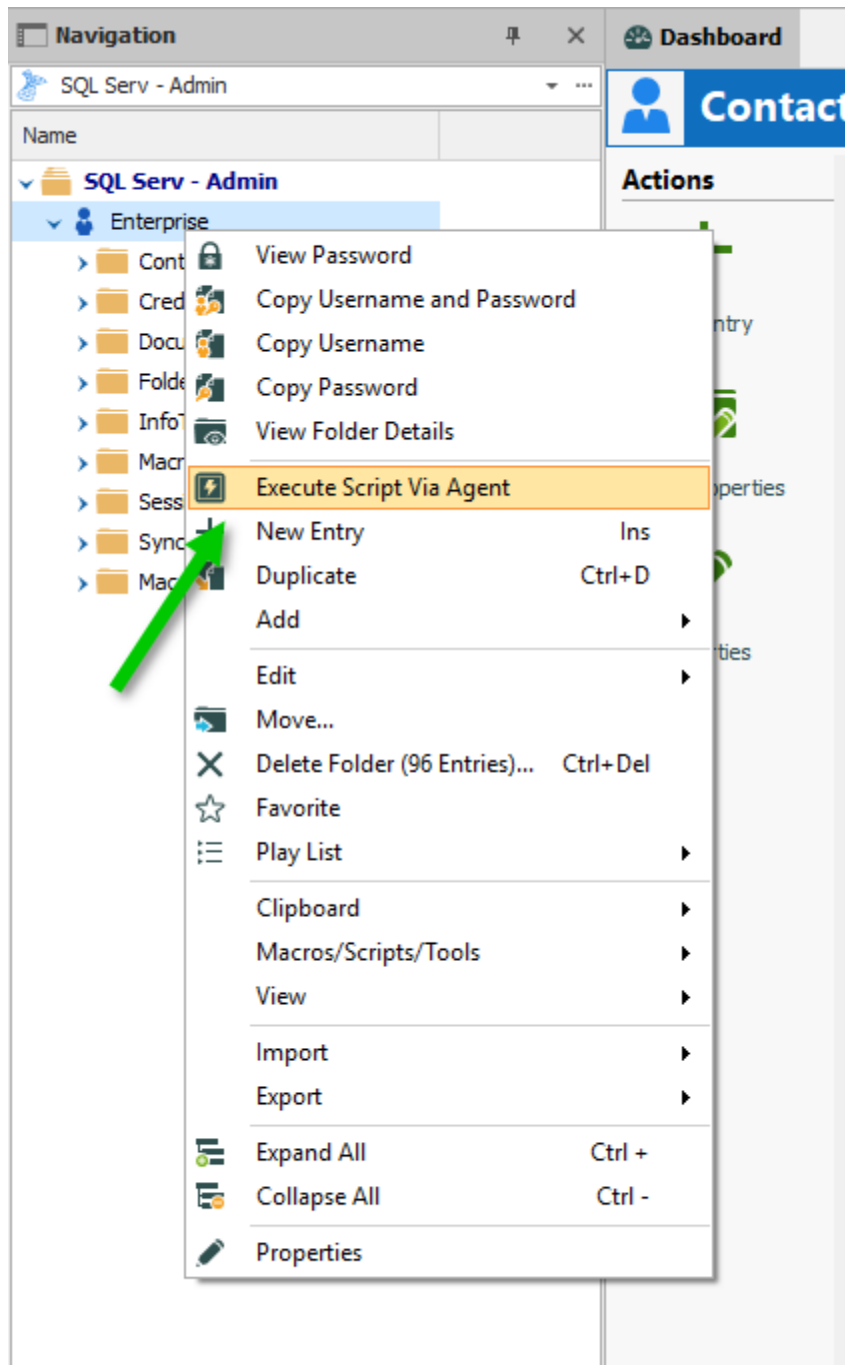 Navigation
Dashboard
SQL Serv - Admin
Contact
Name
SQL Serv - Admin
Actions
Enterprise
Cont
View Password
Cred
Copy Username and Password
ntry
Docu
Copy Username
Folde
Copy Password
Info
View Folder Details
Macr
Execute Script Via Agent
operties
Sess
New Entry Ins
Sync
Duplicate Ctrl+D
Mac
Add
ties
Edit
Move...
Delete Folder (96 Entries)... Ctrl+Del
Favorite
Play List
Clipboard
Macros/Scripts/Tools
View
Import
Export
Expand All Ctrl +
Collapse All Ctrl -
Properties